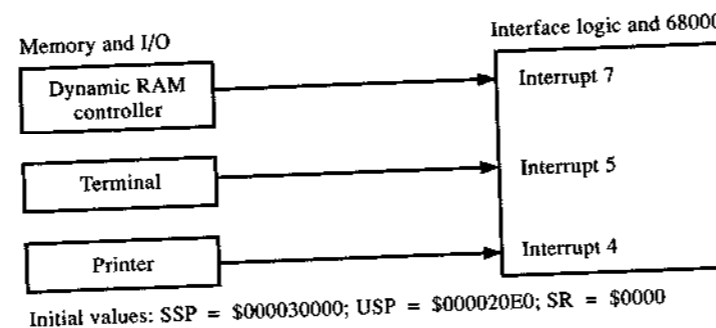 Memory and I/O
Interface logic and 68000
Dynamic RAM
controller
Interrupt 7
Terminal
Interrupt 5
Printer
Interrupt 4
Initial values: SSP = $000030000; USP = $000020E0; SR = $0000